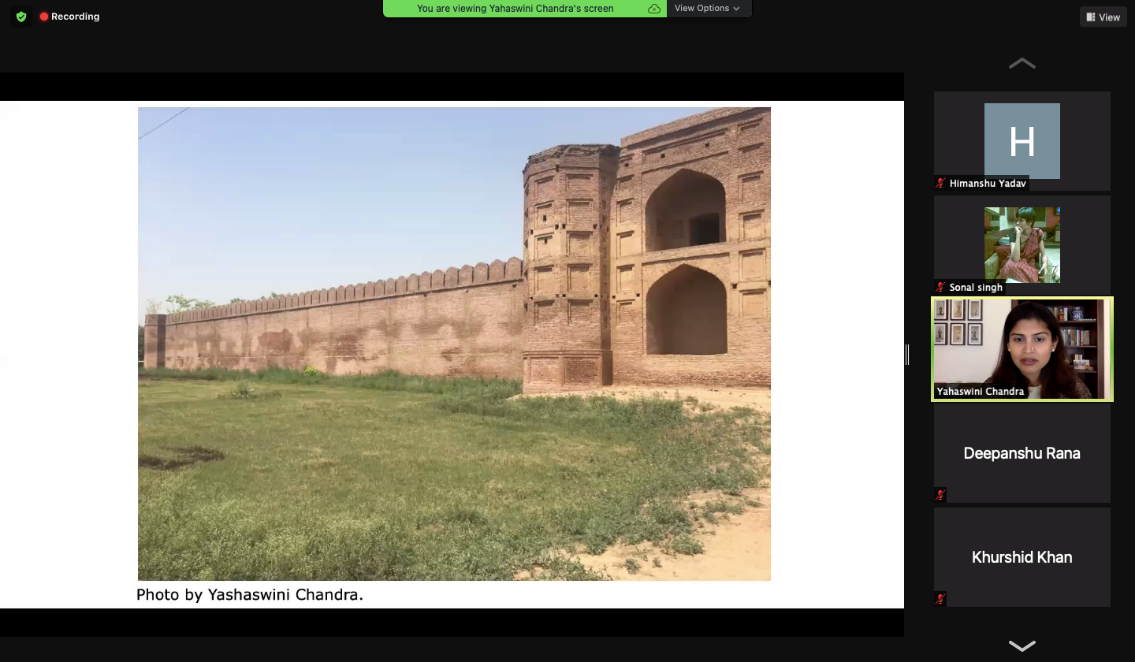 Recording
You are viewing Yahaswini Chandra's screen
View Options
View
H
Himanshu Yadav
Sonal singh
Yahaswini Chandra
Deepanshu Rana
Khurshid Khan
Photo by Yashaswini Chandra.